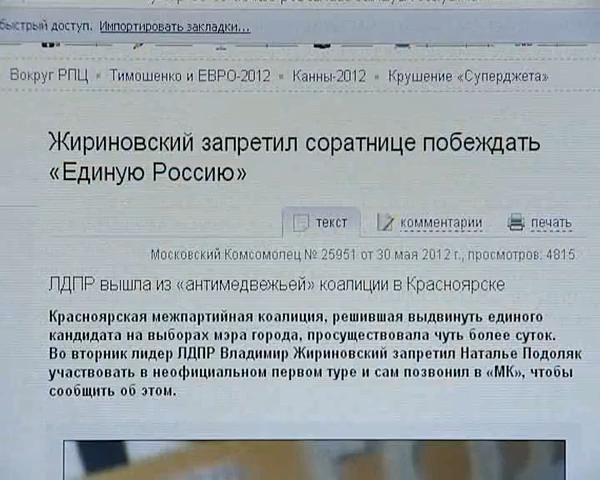 быстрый доступ. Импортировать закладки...
Вокруг РПЦ • Тимошенко и ЕВРО-2012 • Канны-2012 • Крушение «Суперджета»
Жириновский запретил соратнице побеждать
«Единую Россию»
текст комментарии печать
Московский Комсомолец № 25951 от 30 мая 2012 г., просмотров: 4815
ЛДПР вышла из «антимедвежьей» коалиции в Красноярске
Красноярская межпартийная коалиция, решившая выдвинуть единого
кандидата на выборах мэра города, просуществовала чуть более суток.
Во вторник лидер ЛДПР Владимир Жириновский запретил Наталье Подоляк
участвовать в неофициальном первом туре и сам позвонил в «МК», чтобы
сообщить об этом.